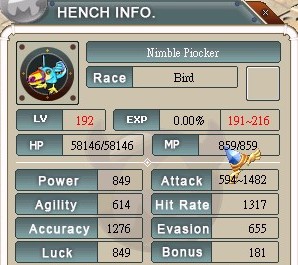 HENCH INFO.
Nimble Piocker
Race Bird
LV 192 EXP 0.00% 191~216
HP 58146/58146 MP 859/859
Power 849 Attack 594~1482
Agility 614 Hit Rate 1317
Accuracy 1276 Evasion 655
Luck 849 Bonus 181